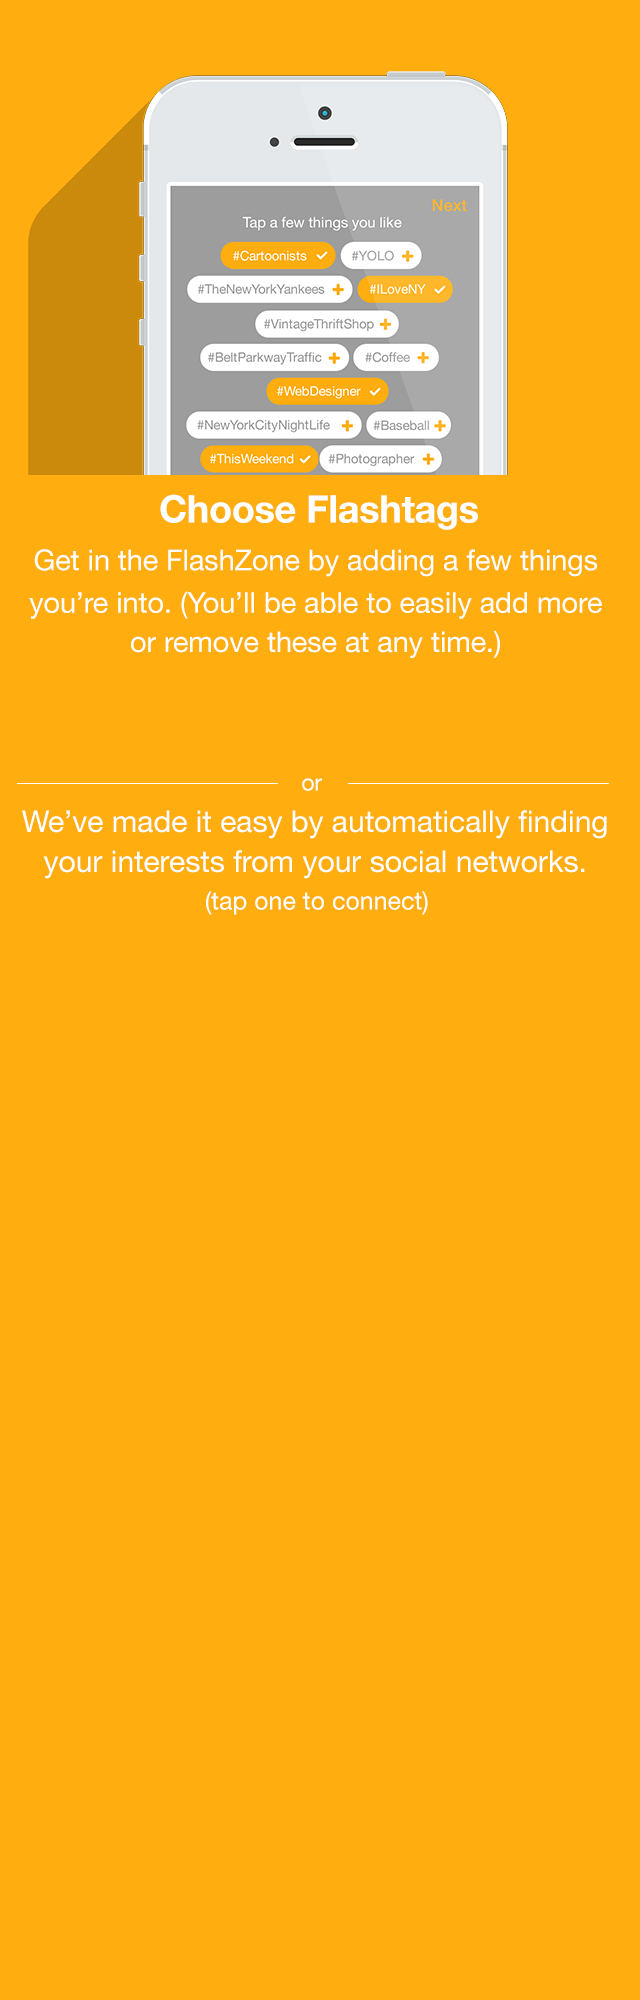 Next
Tap a few things you like
#Cartoonists #YOLO
#TheNewYorkYankees #ILoveNY
#VintageThriftShop
#BeltParkwayTraffic #Coffee
#WebDesigner
#NewYorkCityNightLife #Baseball
#ThisWeekend #Photographer
Choose Flashtags
Get in the FlashZone by adding a few things
you’re into. (You’ll be able to easily add more
or remove these at any time.)
or
We’ve made it easy by automatically finding
your interests from your social networks.
(tap one to connect)